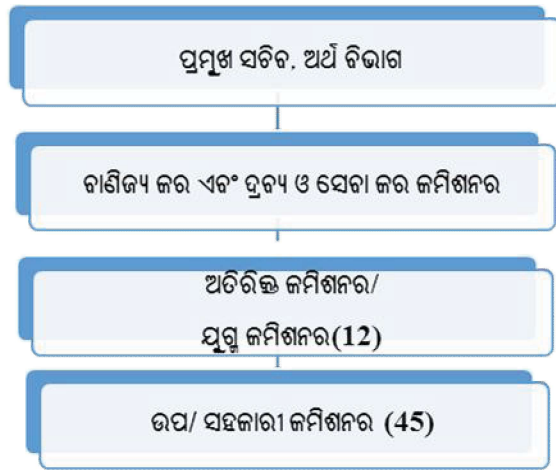 ପ୍ରମୁଖ ସଚିବ, ଅର୍ଥ ବିଭାଗ
ବାଣିଜ୍ୟ କର ଏବଂ ଦ୍ରବ୍ୟ ଓ ସେବା କର କମିଶନର
ଅତିରିକ୍ତ କମିଶନର/
ଯୁଗ୍ମ କମିଶନର(12)
ଉପ/ ସହକାରୀ କମିଶନର (45)